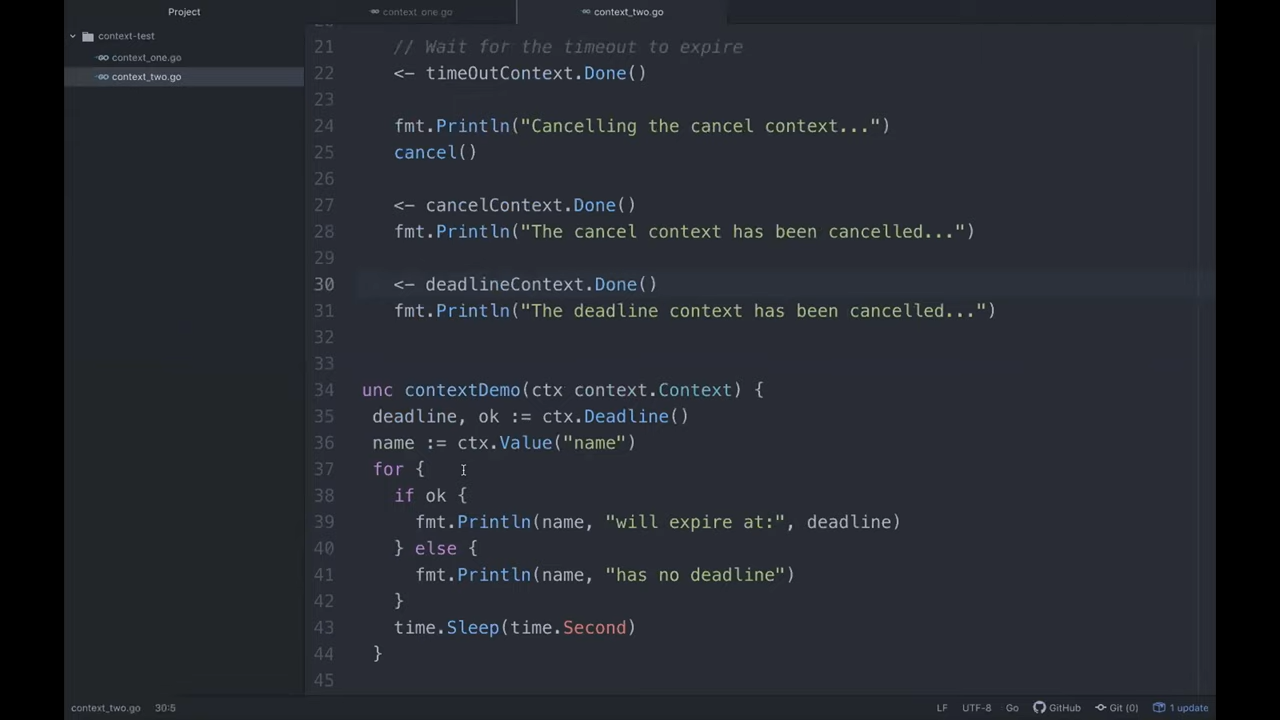 Project
context_one.go
context_two.go
context-test
context_one.go
context_two.go
21 // Wait for the timeout to expire
22 <- timeOutContext.Done()
23
24 fmt.Println("Cancelling the cancel context...")
25 cancel()
26
27 <- cancelContext.Done()
28 fmt.Println("The cancel context has been cancelled...")
29
30 <- deadlineContext.Done()
31 fmt.Println("The deadline context has been cancelled...")
32
33
34 unc contextDemo(ctx context.Context) {
35 deadline, ok := ctx.Deadline()
36 name := ctx.Value("name")
37 for {
38 if ok {
39 fmt.Println(name, "will expire at:", deadline)
40 } else {
41 fmt.Println(name, "has no deadline")
42 }
43 time.Sleep(time.Second)
44 }
45
context_two.go 30:5 LF UTF-8 Go GitHub Git (0) 1 update